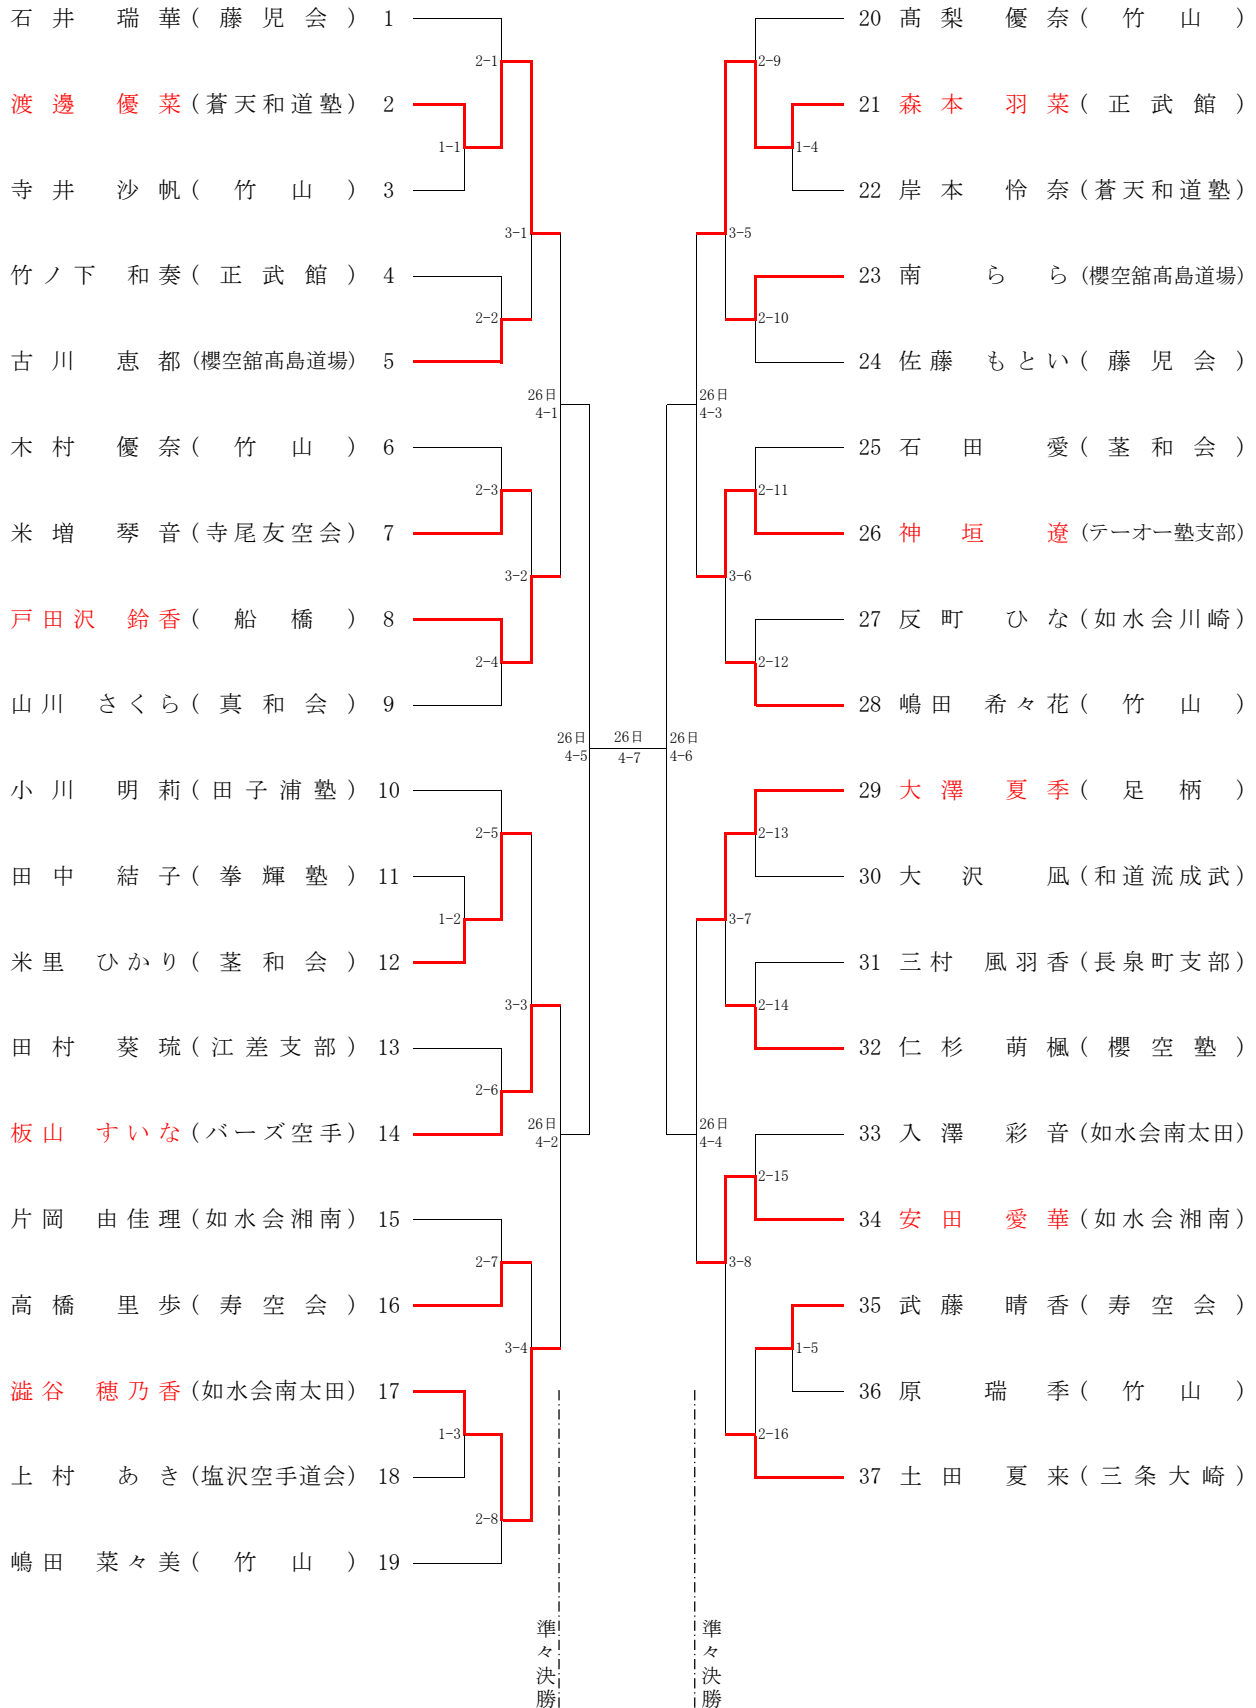 石井 瑞華 (藤児会) 1
渡邊 優菜 (蒼天和道塾) 2
寺井 沙帆 (竹山) 3
竹ノ下 和奏 (正武館) 4
古川 恵都 (櫻空舘髙島道場) 5
木村 優奈 (竹山) 6
米増 琴音 (寺尾友空会) 7
戸田沢 鈴香 (船橋) 8
山川 さくら (真和会) 9
小川 明莉 (田子浦塾) 10
田中 結子 (拳輝塾) 11
米里 ひかり (茎和会) 12
田村 葵琉 (江差支部) 13
板山 すいな (バーズ空手) 14
片岡 由佳理 (如水会湘南) 15
高橋 里歩 (寿空会) 16
澁谷 穂乃香 (如水会南太田) 17
上村 あき (塩沢空手道会) 18
嶋田 菜々美 (竹山) 19
2-1
1-1
3-1
2-2
26日
4-1
2-3
3-2
2-4
26日
4-5
2-5
1-2
3-3
2-6
26日
4-2
2-7
3-4
1-3
2-8
準々決勝
26日
4-7
20 髙梨 優奈 (竹山)
21 森本 羽菜 (正武館)
22 岸本 怜奈 (蒼天和道塾)
23 南 らら (櫻空舘髙島道場)
24 佐藤 もとい (藤児会)
25 石田 愛 (茎和会)
26 神垣 遼 (テーオー塾支部)
27 反町 ひな (如水会川崎)
28 嶋田 希々花 (竹山)
29 大澤 夏季 (足柄)
30 大沢 凪 (和道流成武)
31 三村 風羽香 (長泉町支部)
32 仁杉 萌楓 (櫻空塾)
33 入澤 彩音 (如水会南太田)
34 安田 愛華 (如水会湘南)
35 武藤 晴香 (寿空会)
36 原 瑞季 (竹山)
37 土田 夏来 (三条大崎)
2-9
1-4
3-5
2-10
26日
4-3
2-11
3-6
2-12
26日
4-6
2-13
3-7
2-14
26日
4-4
2-15
3-8
1-5
2-16
準々決勝